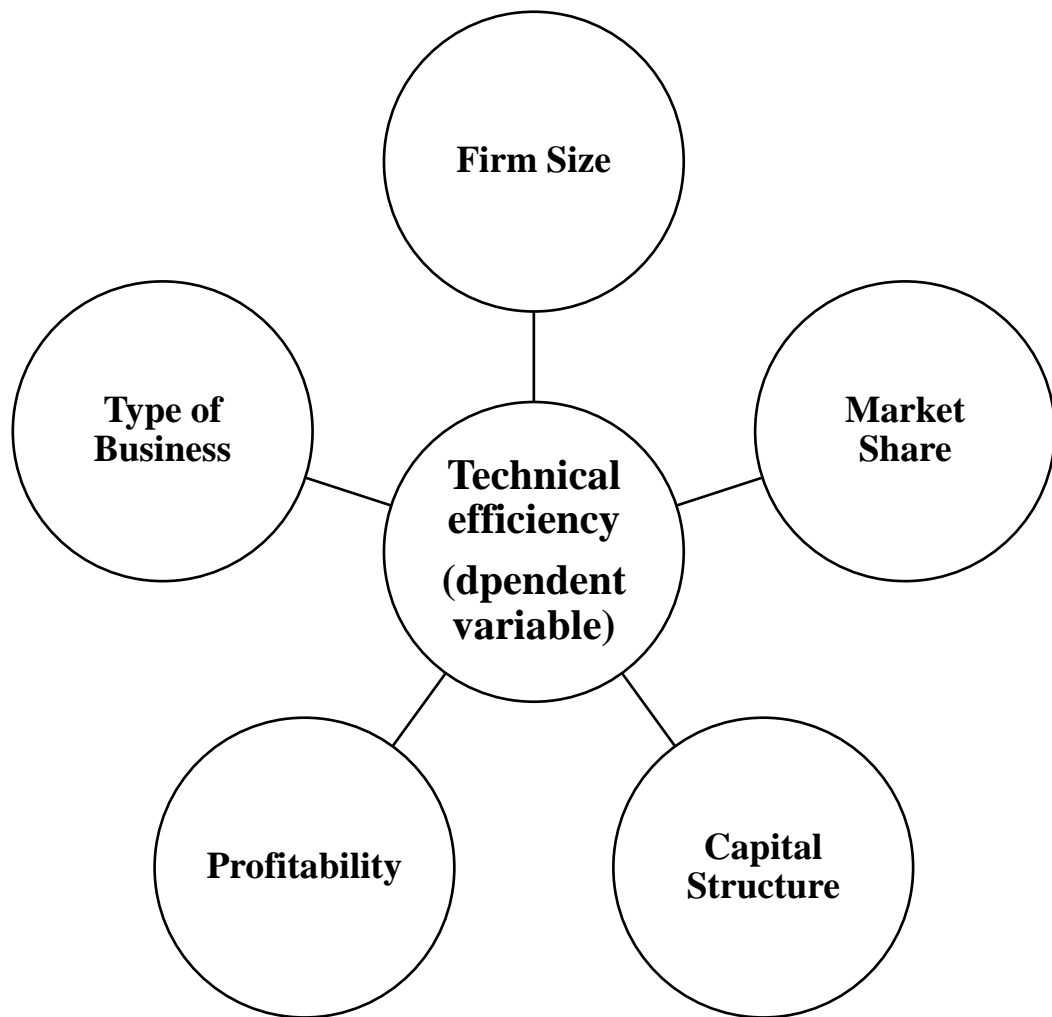 Firm Size
Type of
Business
Market
Share
Technical
efficiency
(dpendent
variable)
Profitability
Capital
Structure